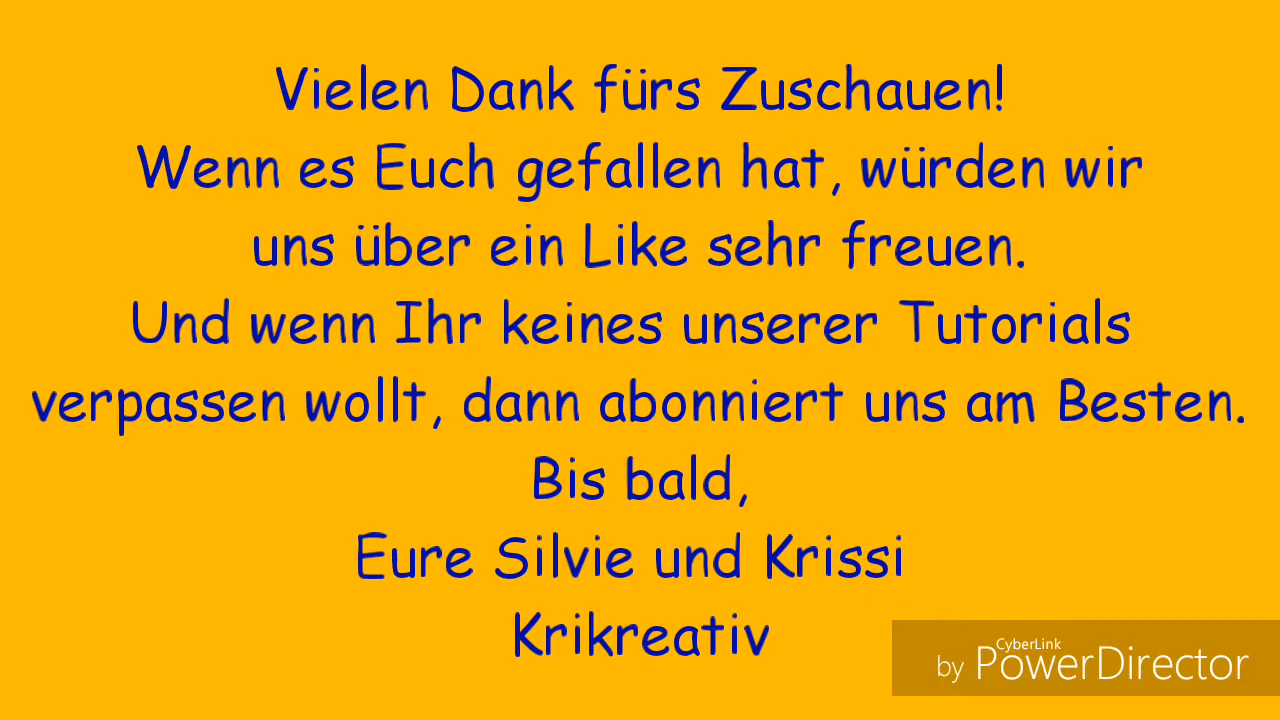 Vielen Dank fürs Zuschauen!
Wenn es Euch gefallen hat, würden wir
uns über ein Like sehr freuen.
Und wenn Ihr keines unserer Tutorials
verpassen wollt, dann abonniert uns am Besten.
Bis bald,
Eure Silvie und Krissi
Krikreativ
CyberLink
by PowerDirector